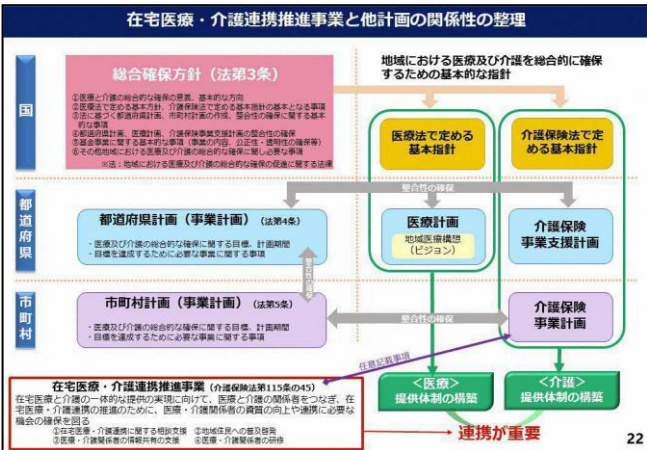 在宅医療・介護連携推進事業と他計画の関係性の整理
国
総合確保方針（法第3条）
①医療と介護の総合的な確保の意義、基本的な方向
②医療法で定める基本方針、介護保険法で定める基本指針の基本となる事項
③法に基づく都道府県計画、市町村計画の作成、整合性の確保に関する基本
的な事項
④都道府県計画、医療計画、介護保険事業支援計画の整合性の確保
⑤基金事業に関する基本的な事項（事業の内容、公正性・透明性の確保等）
⑥その他地域における医療及び介護の総合的な確保に関し必要な事項
※法：地域における医療及び介護の総合的な確保の促進に関する法律
地域における医療及び介護を総合的に確保
するための基本的な指針
医療法で定める
基本指針
介護保険法で定
める基本指針
都道府県
整合性の確保
都道府県計画（事業計画）（法第4条）
・医療及び介護の総合的な確保に関する目標、計画期間
・目標を達成するために必要な事業に関する事項
医療計画
地域医療構想
（ビジョン）
介護保険
事業支援計画
整合性の確保
市町村
市町村計画（事業計画）（法第5条）
・医療及び介護の総合的な確保に関する目標、計画期間
・目標を達成するために必要な事業に関する事項
整合性の確保
介護保険
事業計画
任意記載事項
在宅医療・介護連携推進事業（介護保険法第115条の45）
在宅医療と介護の一体的な提供の実現に向けて、医療と介護の関係者をつなぎ、在
宅医療・介護連携の推進のために、医療・介護関係者の資質の向上や連携に必要な
機会の確保を図る
①在宅医療・介護連携に関する相談支援 ②地域住民への普及啓発
③医療・介護関係者の情報共有の支援 ④医療・介護関係者の研修
＜医療＞
提供体制の構築
＜介護＞
提供体制の構築
連携が重要
22